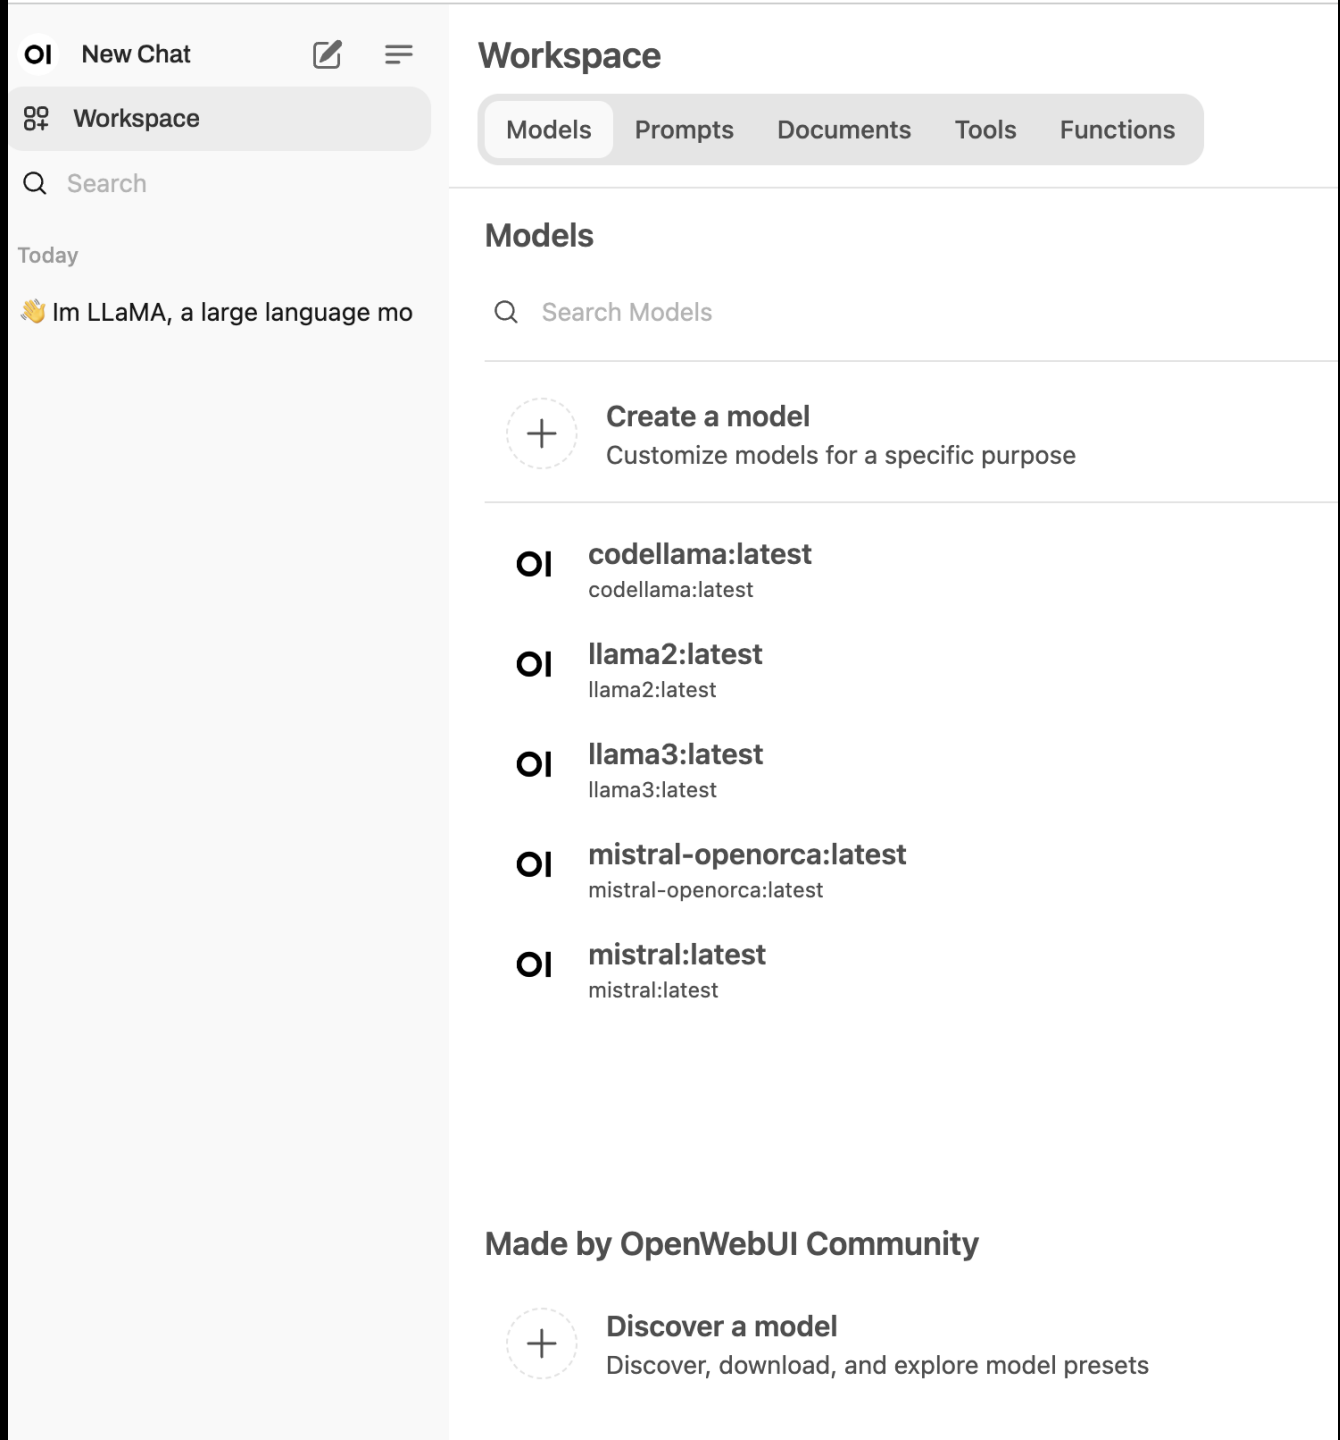 OI New Chat
Workspace
Search
Today
👋 Im LLaMA, a large language mo
Workspace
Models Prompts Documents Tools Functions
Models
Search Models
Create a model
Customize models for a specific purpose
OI codellama:latest
codellama:latest
OI llama2:latest
llama2:latest
OI llama3:latest
llama3:latest
OI mistral-openorca:latest
mistral-openorca:latest
OI mistral:latest
mistral:latest
Made by OpenWebUI Community
Discover a model
Discover, download, and explore model presets